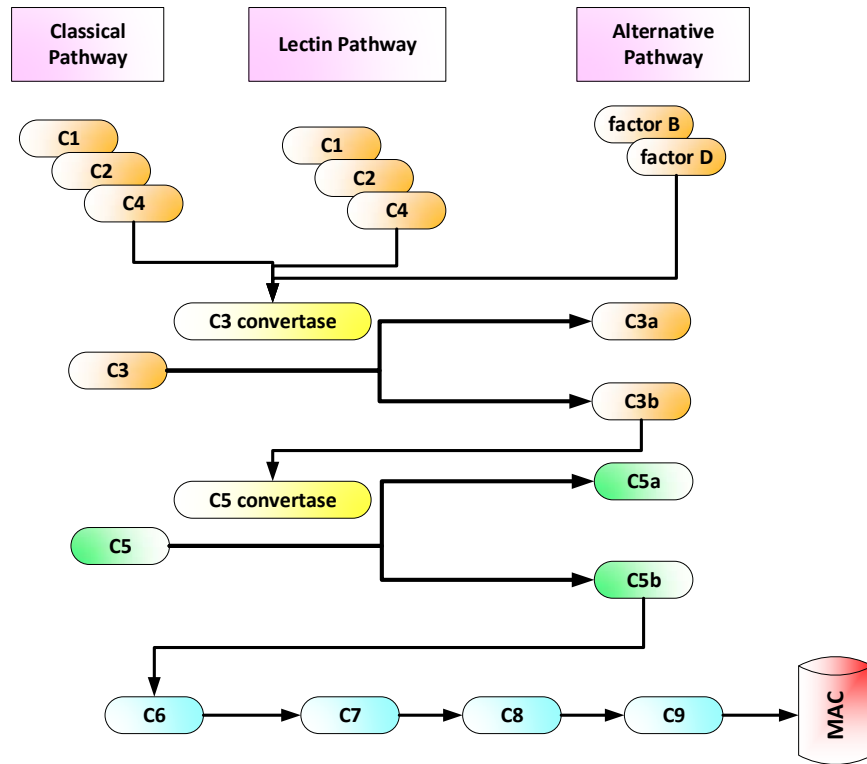 Classical
Pathway
Lectin Pathway
Alternative
Pathway
C1
C2
C4
C1
C2
C4
factor B
factor D
C3 convertase
C3a
C3
C3b
C5 convertase
C5a
C5
C5b
C6
C7
C8
C9
MAC